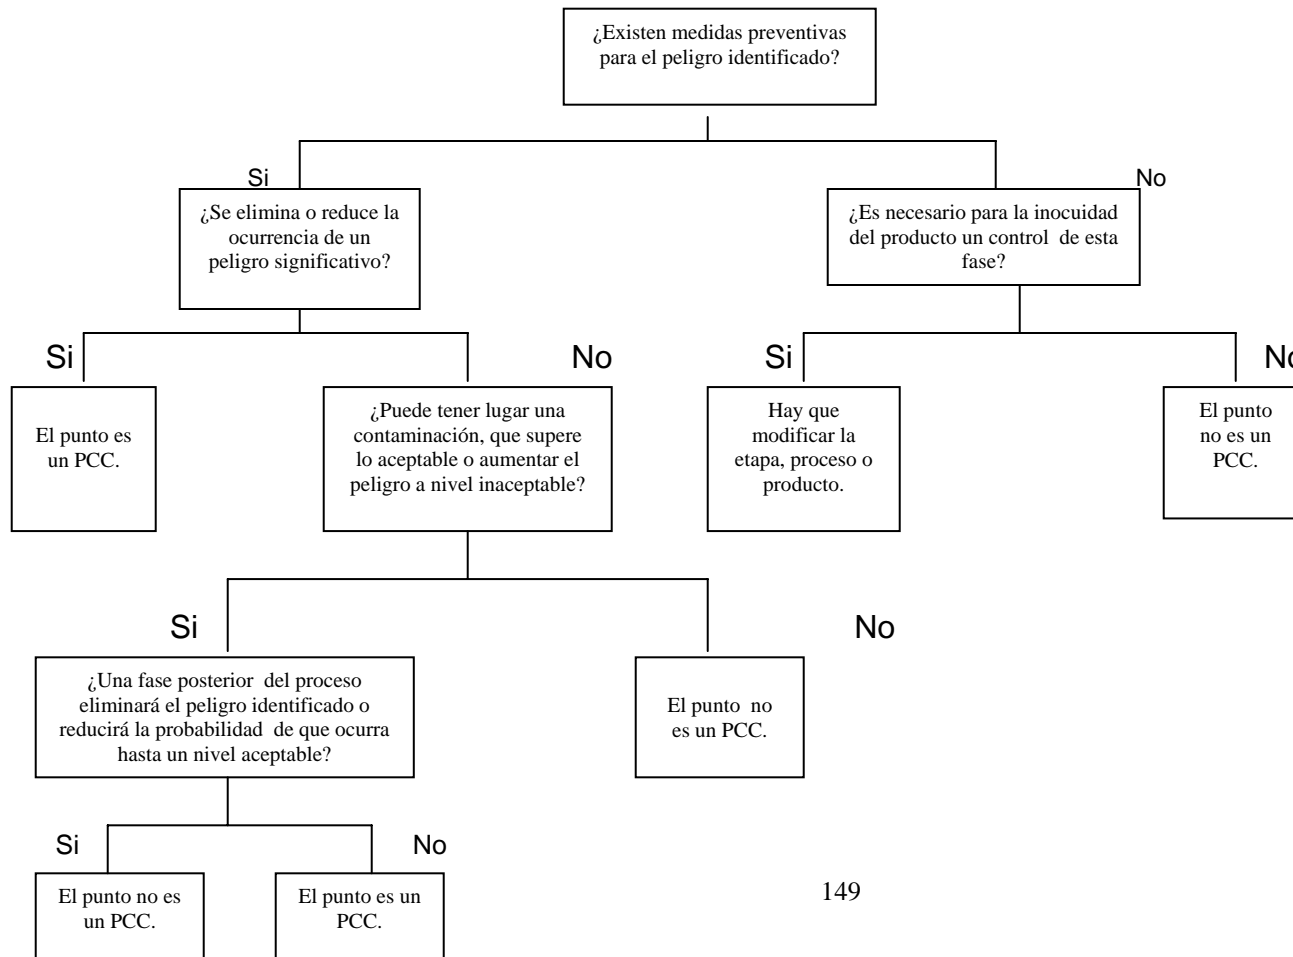 ¿Existen medidas preventivas
para el peligro identificado?
Si
No
¿Se elimina o reduce la
ocurrencia de un
peligro significativo?
¿Es necesario para la inocuidad
del producto un control de esta
fase?
Si
No
Si
No
El punto es
un PCC.
¿Puede tener lugar una
contaminación, que supere
lo aceptable o aumentar el
peligro a nivel inaceptable?
Hay que
modificar la
etapa, proceso o
producto.
El punto
no es un
PCC.
Si
No
¿Una fase posterior del proceso
eliminará el peligro identificado o
reducirá la probabilidad de que ocurra
hasta un nivel aceptable?
El punto no
es un PCC.
Si
No
El punto no es
un PCC.
El punto es un
PCC.
149